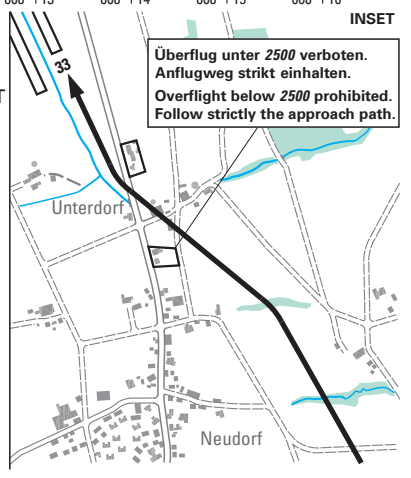 INSET
33
Überflug unter 2500 verboten.
Anflugweg strikt einhalten.
Overflight below 2500 prohibited.
Follow strictly the approach path.
Unterdorf
Neudorf